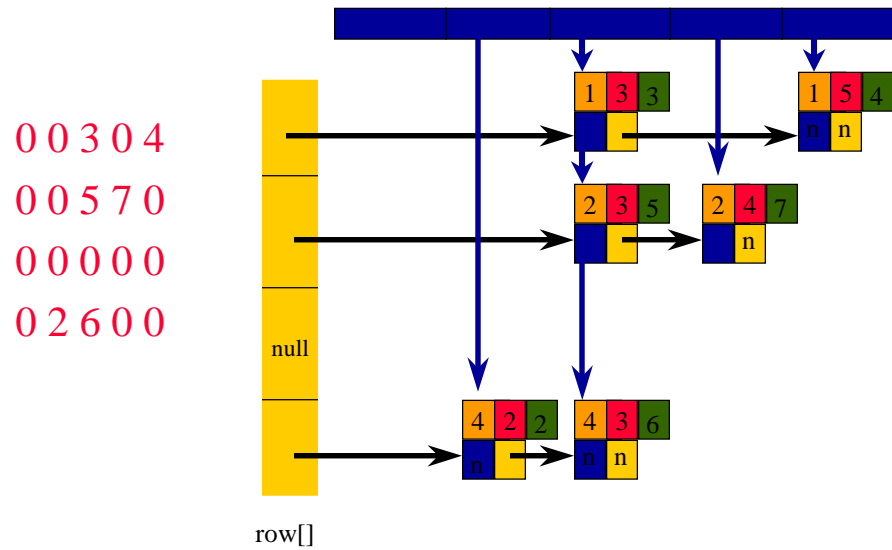 1 3 3
1 5 4
0 0 3 0 4
n n
2 3 5
2 4 7
0 0 5 7 0
n
0 0 0 0 0
0 2 6 0 0
null
4 2 2
4 3 6
n
n n
row[]